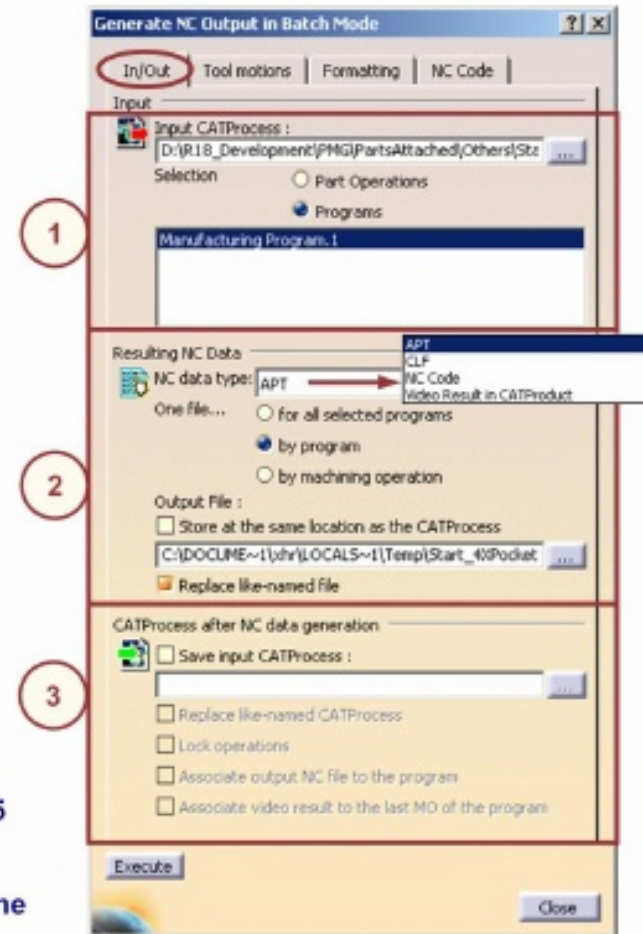 Generate NC Output in Batch Mode
In/Out Tool motions Formatting NC Code
Input
Input CATProcess :
D:\R18_Development\PMG\PartsAttached\Others\Sta ...
Selection Part Operations
Programs
1
Manufacturing Program.1
Resulting NC Data
NC data type: APT
APT
CLF
NC Code
Video Result in CATProduct
One file... for all selected programs
by program
by machining operation
2
Output File :
Store at the same location as the CATProcess
C:\DOCUME~1\xhr\LOCALS~1\Temp\Start_4XPocket ...
Replace like-named file
CATProcess after NC data generation
Save input CATProcess :
...
3
Replace like-named CATProcess
Lock operations
Associate output NC file to the program
Associate video result to the last MO of the program
Execute
Close